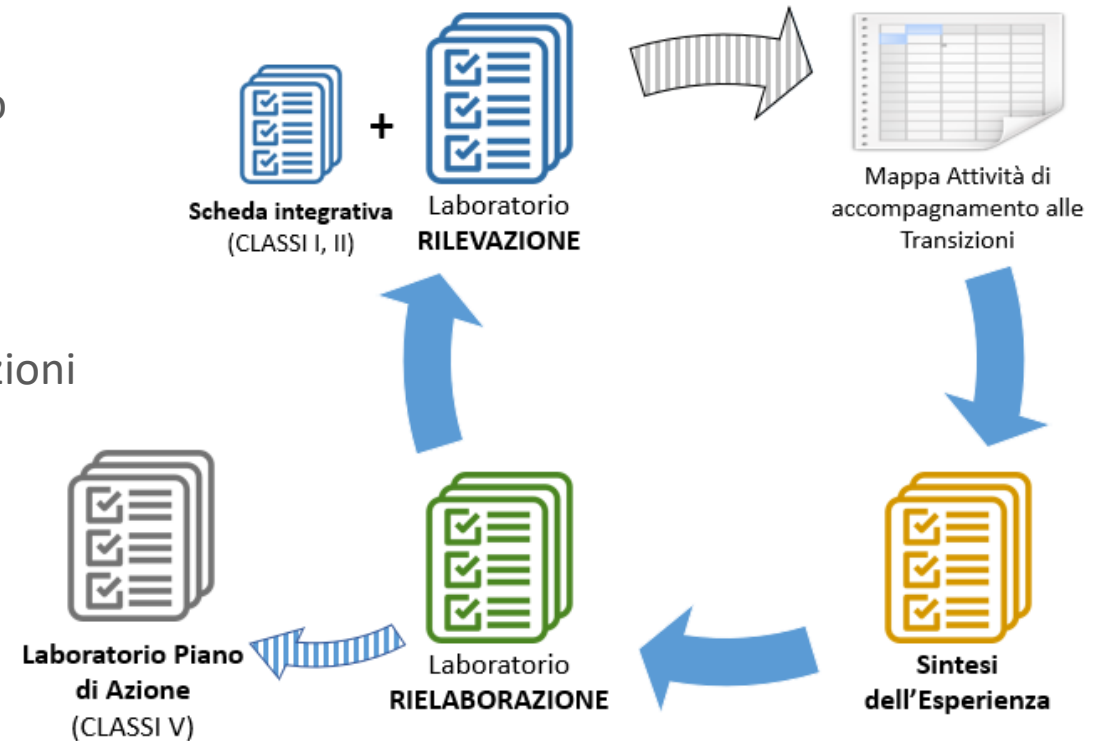 o
+
Scheda integrativa
(CLASSI I, II)
Laboratorio
RILEVAZIONE
Mappa Attività di
accompagnamento alle
Transizioni
zioni
Laboratorio Piano
di Azione
(CLASSI V)
Laboratorio
RIELABORAZIONE
Sintesi
dell’Esperienza